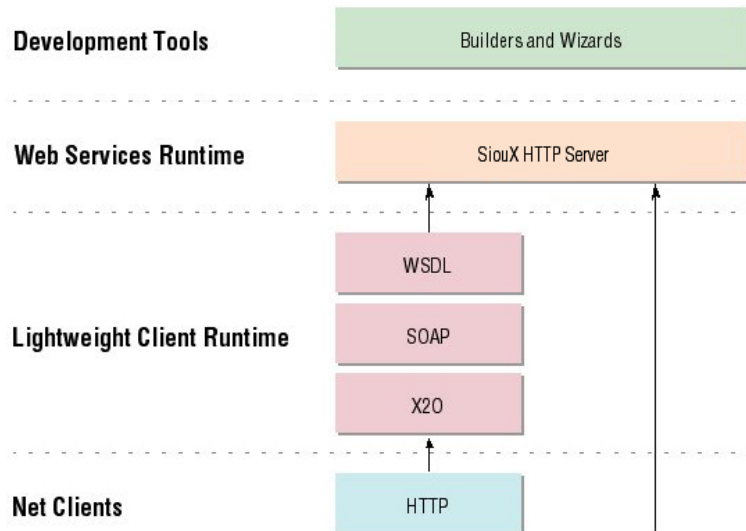 Development Tools
Builders and Wizards
Web Services Runtime
SiouX HTTP Server
WSDL
Lightweight Client Runtime
SOAP
X2O
Net Clients
HTTP